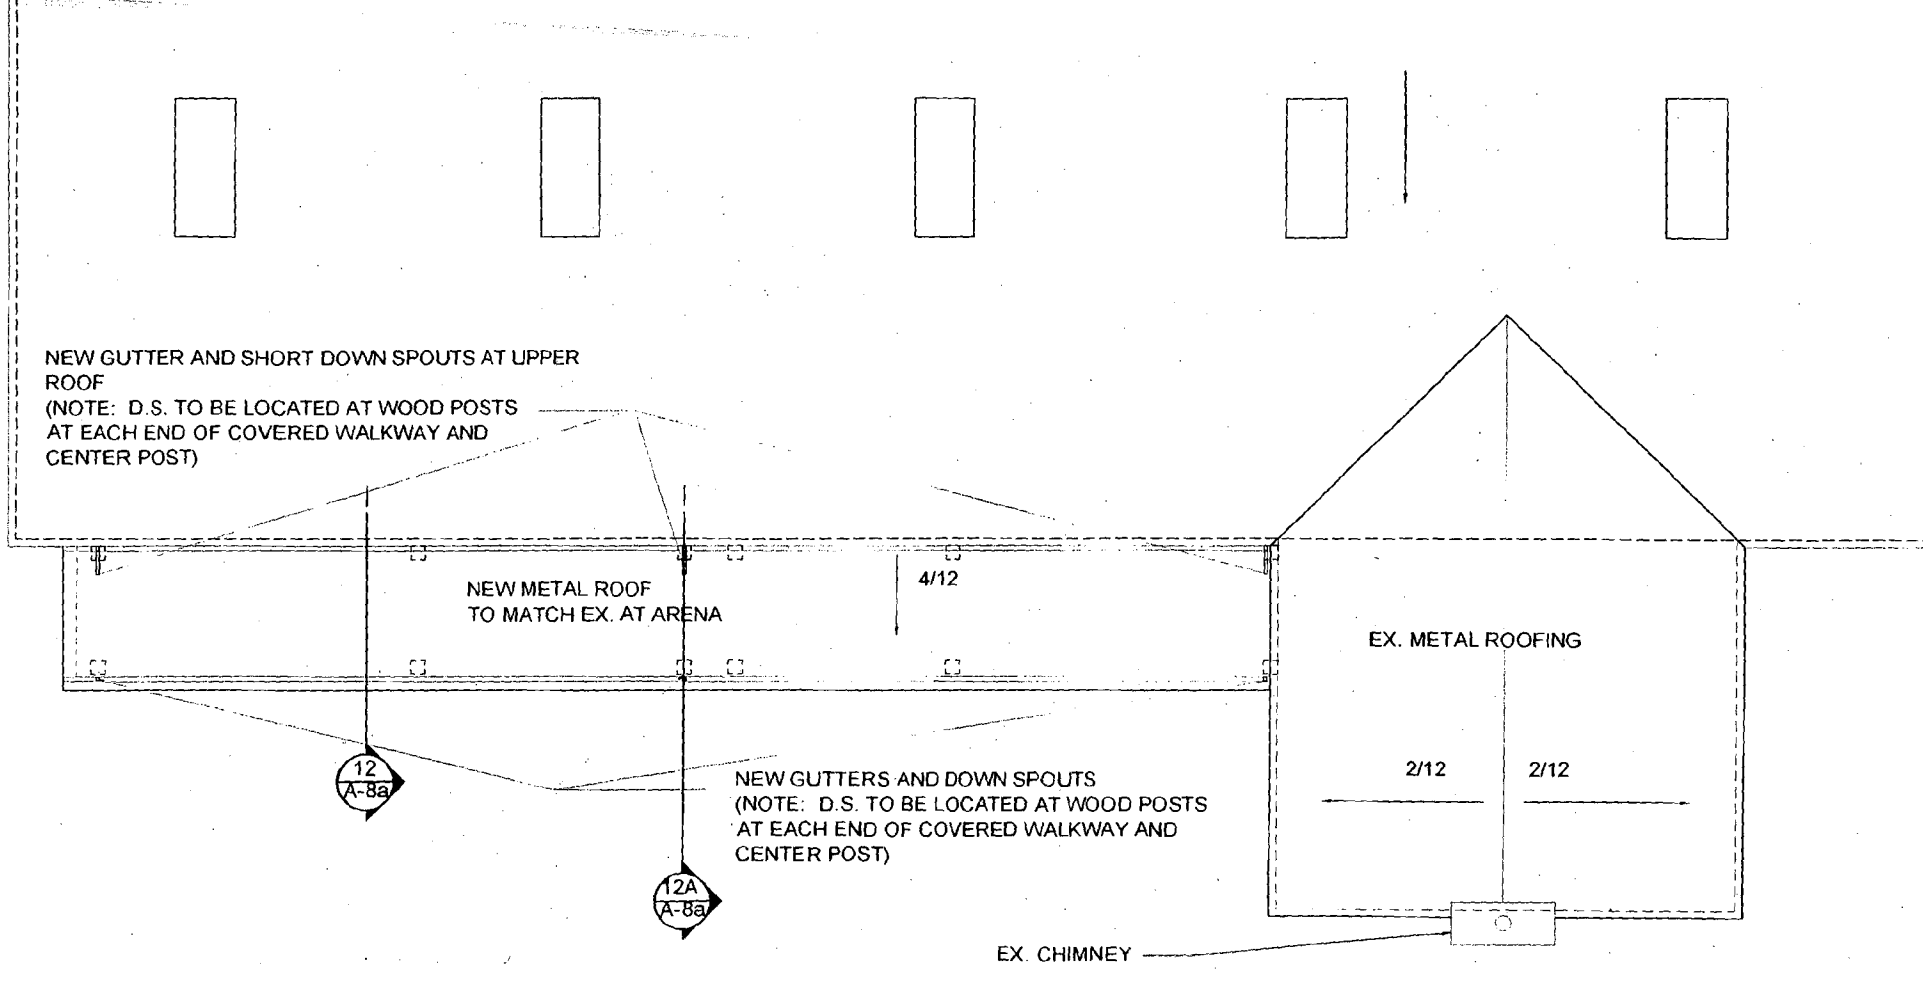 NEW GUTTER AND SHORT DOWN SPOUTS AT UPPER
ROOF
(NOTE: D.S. TO BE LOCATED AT WOOD POSTS
AT EACH END OF COVERED WALKWAY AND
CENTER POST)
NEW METAL ROOF
TO MATCH EX. AT ARENA
4/12
EX. METAL ROOFING
2/12
2/12
12
A-8a
NEW GUTTERS AND DOWN SPOUTS
(NOTE: D.S. TO BE LOCATED AT WOOD POSTS
AT EACH END OF COVERED WALKWAY AND
CENTER POST)
12A
A-8a
EX. CHIMNEY